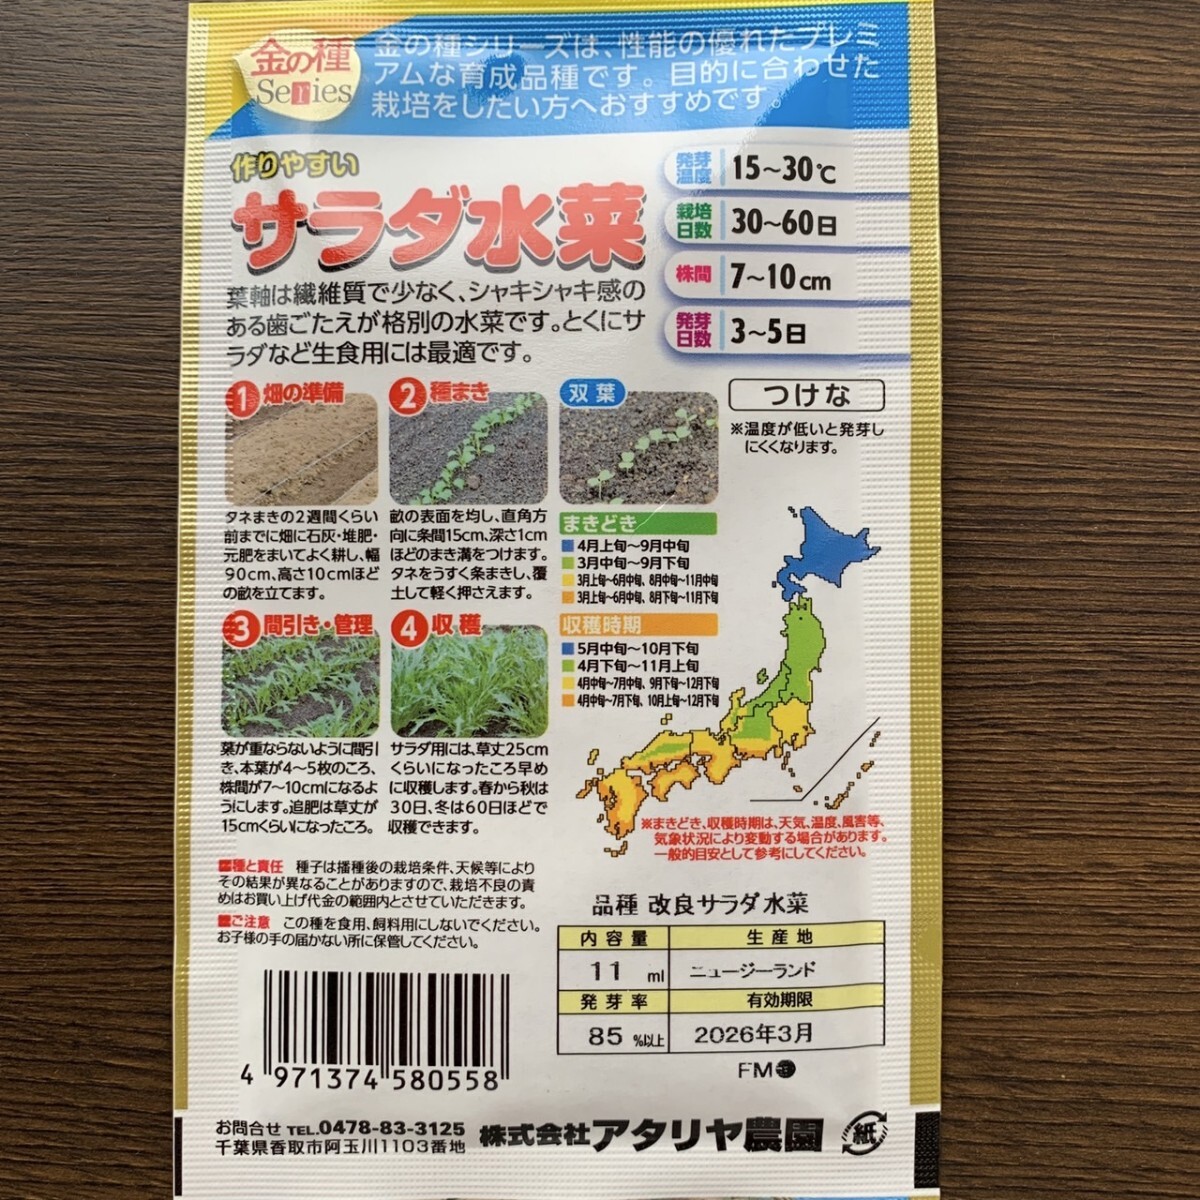 金の種
Series
金の種シリーズは、性能の優れたプレミ
アムな育成品種です。目的に合わせた
栽培をしたい方へおすすめです。
作りやすい
サラダ水菜
葉軸は繊維質で少なく、シャキシャキ感の
ある歯ごたえが格別の水菜です。とくにサ
ラダなど生食用には最適です。
発芽温度 15～30℃
栽培日数 30～60日
株間 7～10cm
発芽日数 3～5日
つけな
※温度が低いと発芽し
にくくなります。
1 畑の準備
タネまきの2週間くらい
前までに畑に石灰・堆肥・
元肥をまいてよく耕し、幅
90cm、高さ10cmほど
の畝を立てます。
2 種まき
畝の表面を均し、直角方
向に条間15cm、深さ1cm
ほどのまき溝をつけます。
タネをうすく条まきし、覆
土して軽く押さえます。
双葉
3 間引き・管理
葉が重ならないように間引
き、本葉が4～5枚のころ、
株間が7～10cmになるよ
うにします。追肥は草丈が
15cmくらいになったころ。
4 収穫
サラダ用には、草丈25cm
くらいになったころ早め
に収穫します。春から秋は
30日、冬は60日ほどで
収穫できます。
まきどき
4月上旬～9月中旬
3月中旬～9月下旬
3月上旬～6月中旬、8月中旬～11月中旬
3月上旬～6月中旬、8月下旬～11月下旬
収穫時期
5月中旬～10月下旬
4月下旬～11月上旬
4月中旬～7月中旬、9月下旬～12月下旬
4月中旬～7月下旬、10月上旬～12月下旬
※まきどき、収穫時期は、天気、温度、風害等、
気象状況により変動する場合があります。
一般的目安として参考にしてください。
■種と責任 種子は播種後の栽培条件、天候等により
その結果が異なることがありますので、栽培不良の責
めはお買い上げ代金の範囲内とさせていただきます。
■ご注意 この種を食用、飼料用にしないでください。
お子様の手の届かない所に保管してください。
品種 改良サラダ水菜
内容量 生産地
11 ml ニュージーランド
発芽率 有効期限
85 %以上 2026年3月
FM
4 971374 580558
お問合せ TEL.0478-83-3125
千葉県香取市阿玉川1103番地
株式会社アタリヤ農園
紙